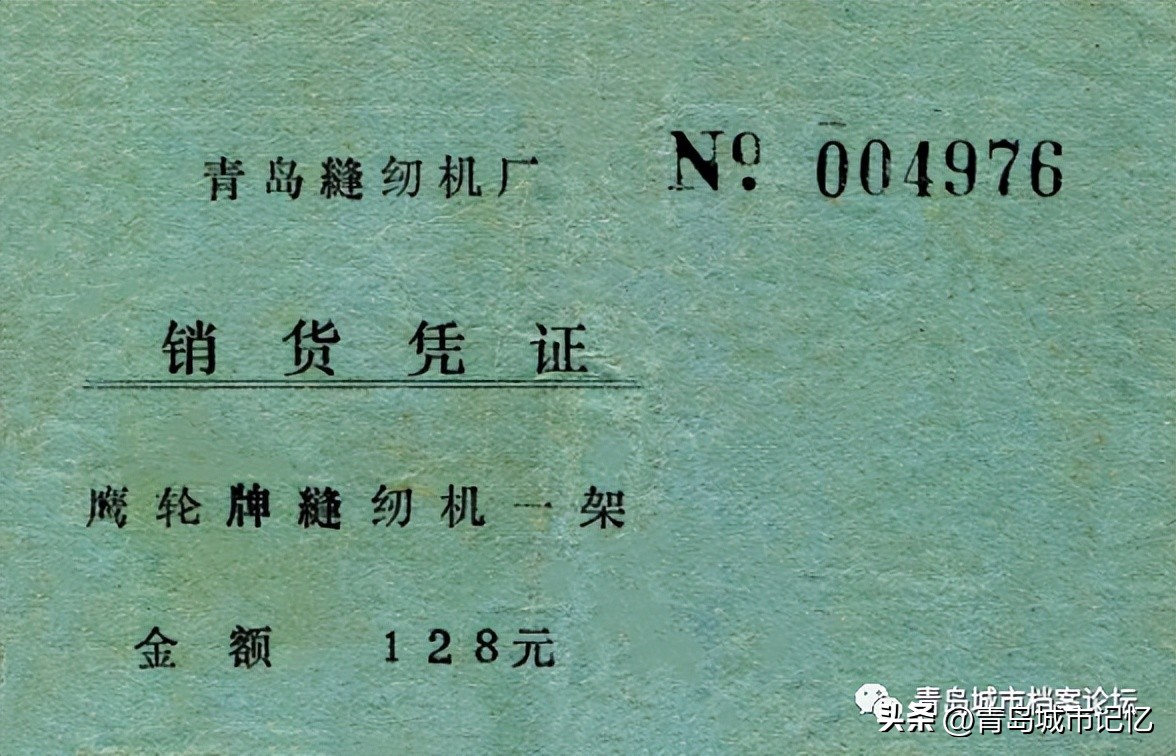 青岛縫纫机厂 № 004976
销货凭证
鹰轮牌縫纫机一架
金额 128元
青岛城市档案论坛
头条 @青岛城市记忆